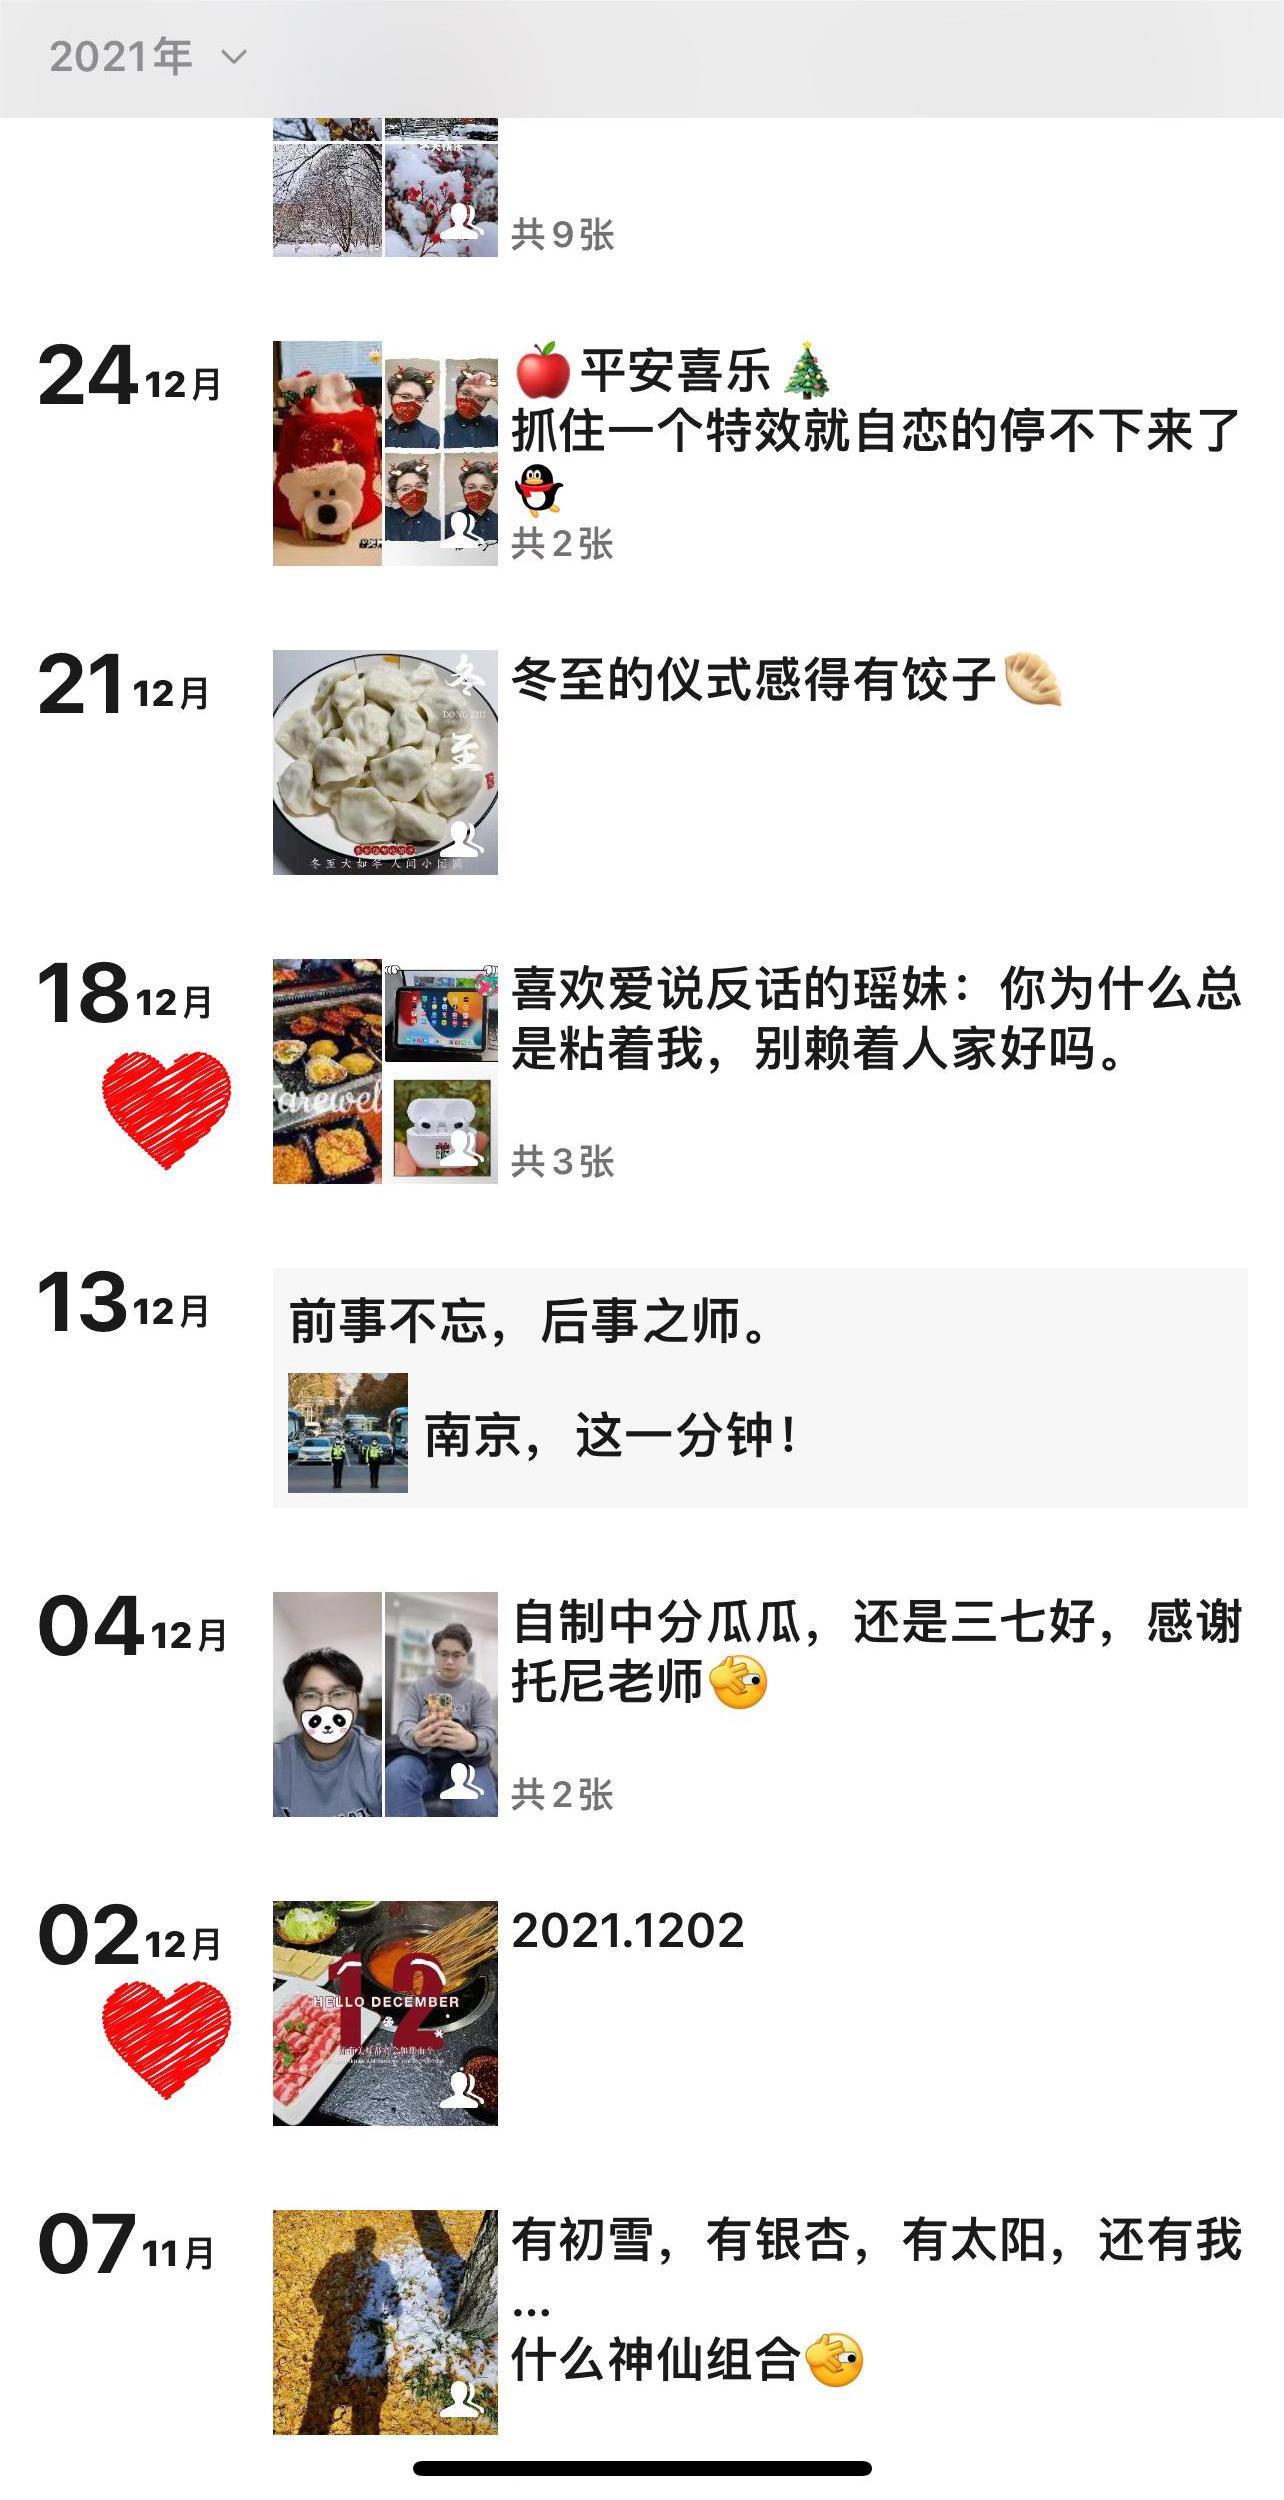 2021年
共9张
24 12月
🍎平安喜乐🎄
抓住一个特效就自恋的停不下来了
🐧
共2张
21 12月
冬至
DONG ZHI
冬至大如年 人间小团圆
冬至的仪式感得有饺子🥟
18 12月
arewel
喜欢爱说反话的瑶妹：你为什么总
是粘着我，别赖着人家好吗。
共3张
13 12月
前事不忘，后事之师。
南京，这一分钟！
04 12月
自制中分瓜瓜，还是三七好，感谢
托尼老师
共2张
02 12月
12
HELLO DECEMBER
2021.1202
07 11月
有初雪，有银杏，有太阳，还有我
...
什么神仙组合